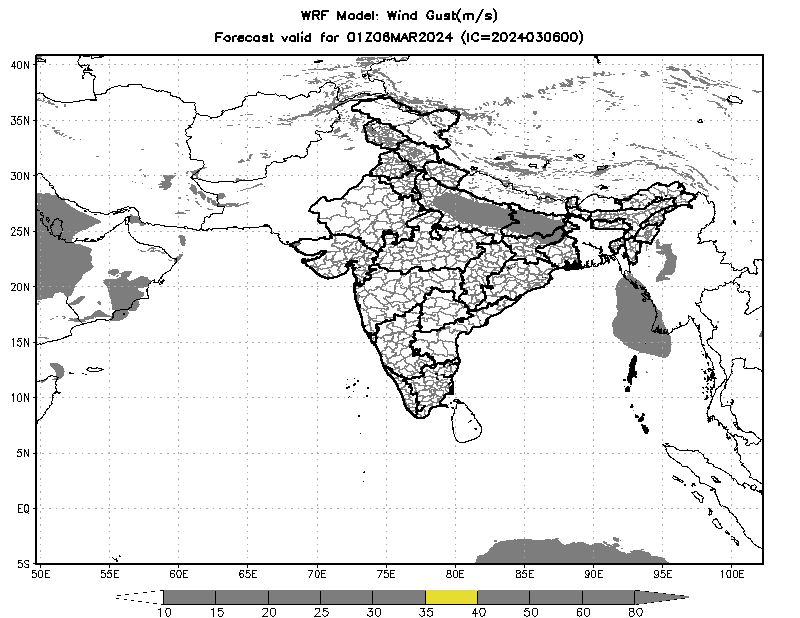 WRF Model: Wind Gust(m/s)
Forecast valid for 01Z06MAR2024 (IC=2024030600)
40N
35N
30N
25N
20N
15N
10N
5N
EQ
5S
50E 55E 60E 65E 70E 75E 80E 85E 90E 95E 100E
10 15 20 25 30 35 40 50 60 80